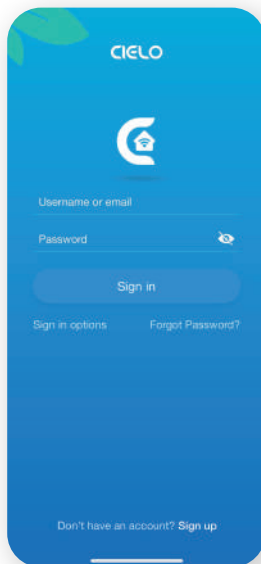 CIELO
Username or email
Password
Sign in
Sign in options
Forgot Password?
Don't have an account? Sign up